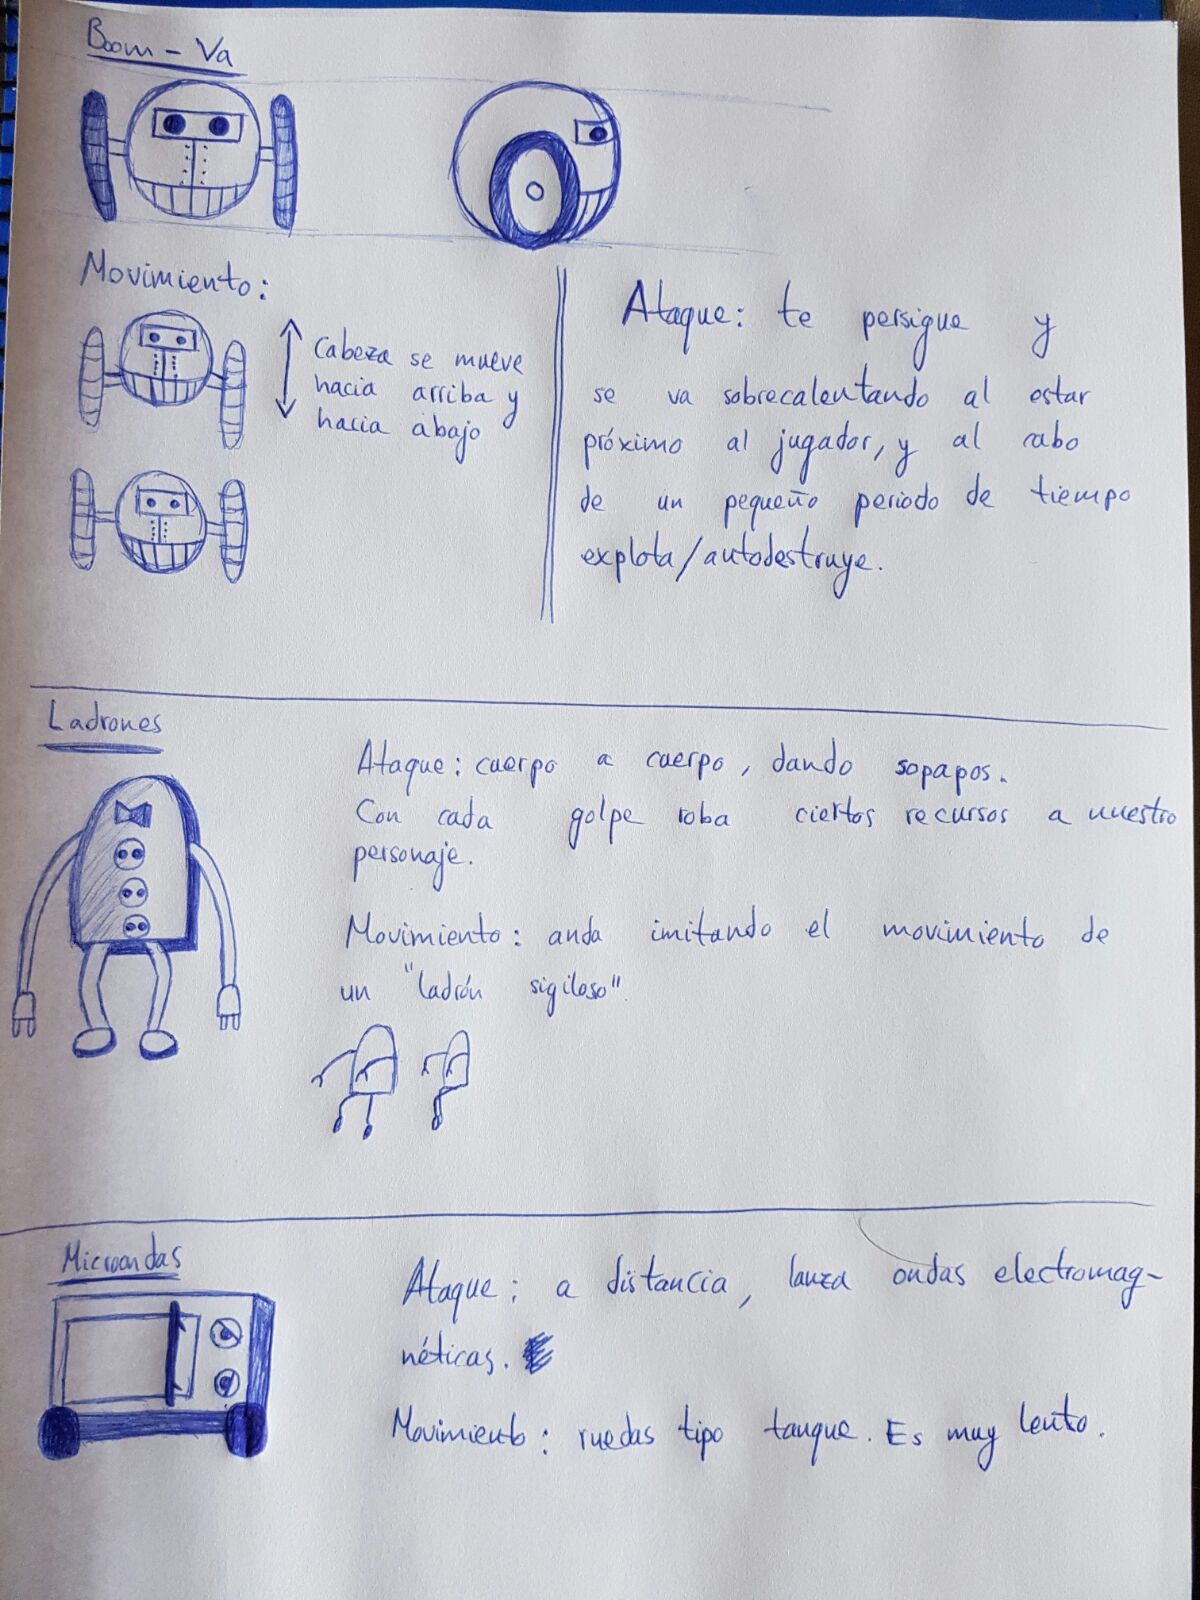 Boom - Va
Movimiento:
Cabeza se mueve
hacia arriba y
hacia abajo
Ataque: te persigue y
se va sobrecalentando al estar
próximo al jugador, y al cabo
de un pequeño periodo de tiempo
explota/autodestruye.
Ladrones
Ataque: cuerpo a cuerpo, dando sopapos.
Con cada golpe roba ciertos recursos a nuestro
personaje.
Movimiento: anda imitando el movimiento de
un "ladrón sigiloso".
Microondas
Ataque: a distancia, lanza ondas electromag-
néticas.
Movimiento: ruedas tipo tanque. Es muy lento.